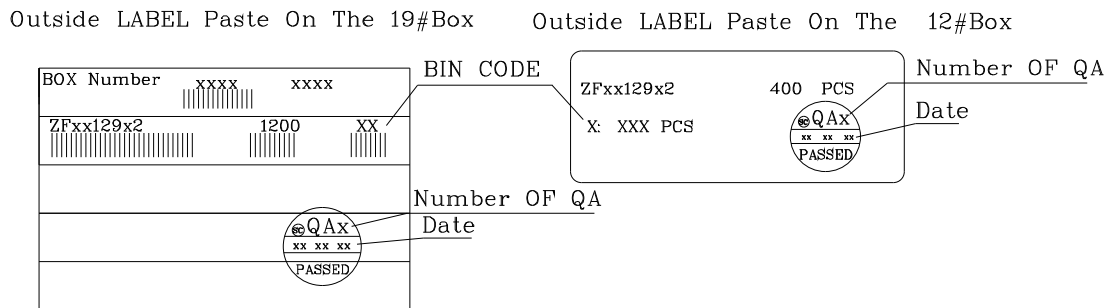 Outside LABEL Paste On The 19#Box
Outside LABEL Paste On The 12#Box
BOX Number xxxx xxxx
BIN CODE
ZFxx129x2 1200 XX
ZFxx129x2 400 PCS
X: XXX PCS
SC QAx
xx xx xx
PASSED
Number OF QA
Date
SC QAx
xx xx xx
PASSED
Number OF QA
Date